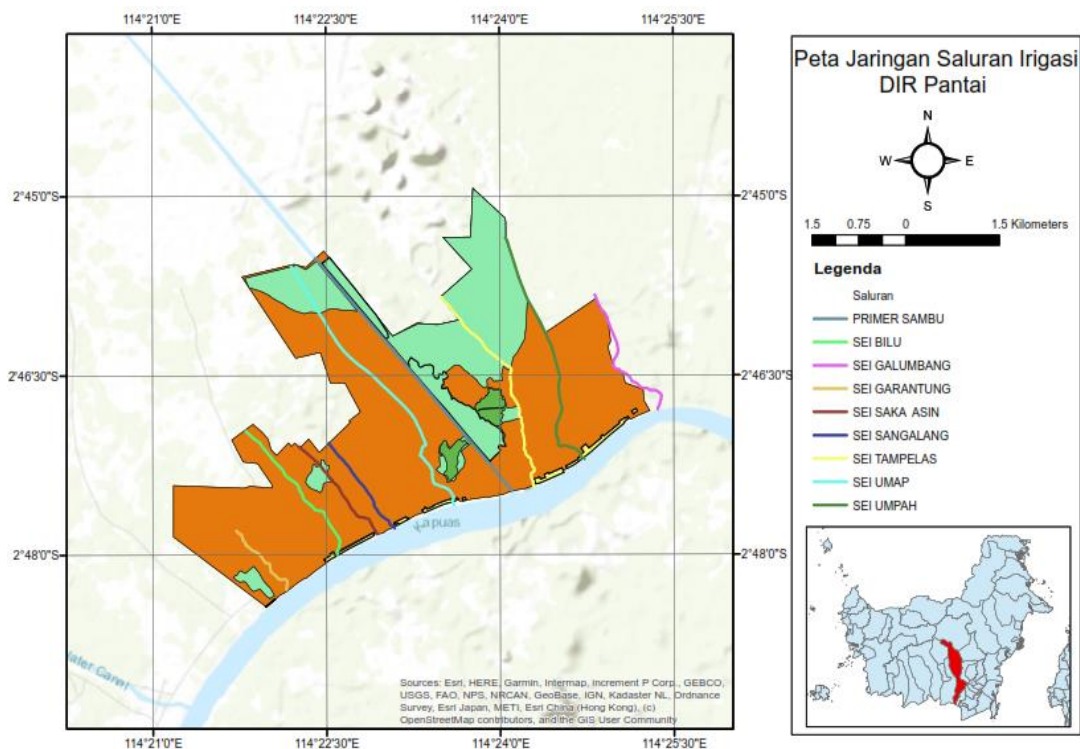 114°21'0"E 114°22'30"E 114°24'0"E 114°25'30"E
2°45'0"S 2°45'0"S
2°46'30"S 2°46'30"S
2°48'0"S 2°48'0"S
Kapuas
Water Canal
Sources: Esri, HERE, Garmin, Intermap, increment P Corp., GEBCO,
USGS, FAO, NPS, NRCAN, GeoBase, IGN, Kadaster NL, Ordnance
Survey, Esri Japan, METI, Esri China (Hong Kong), (c)
OpenStreetMap contributors, and the GIS User Community
114°21'0"E 114°22'30"E 114°24'0"E 114°25'30"E
Peta Jaringan Saluran Irigasi
DIR Pantai
N
W E
S
1.5 0.75 0 1.5 Kilometers
Legenda
Saluran
PRIMER SAMBU
SEI BILU
SEI GALUMBANG
SEI GARANTUNG
SEI SAKA ASIN
SEI SANGALANG
SEI TAMPELAS
SEI UMAP
SEI UMPAH